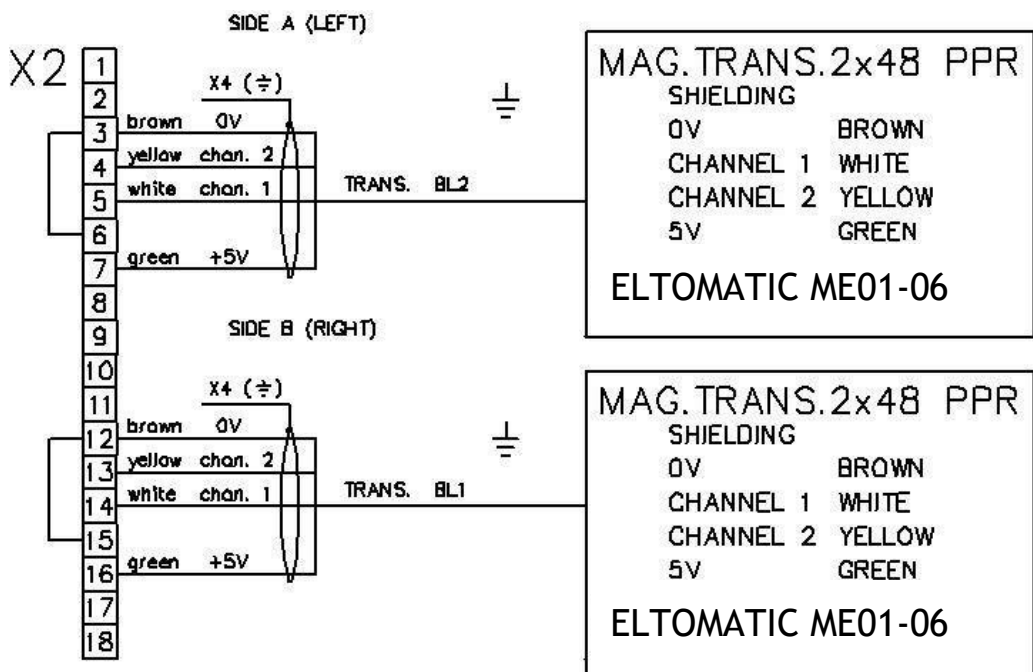 SIDE A (LEFT)
X2
1
2
3
4
5
6
7
8
9
10
11
12
13
14
15
16
17
18
X4 (⏚)
brown 0V
yellow chan. 2
white chan. 1
green +5V
TRANS. BL2
MAG.TRANS.2x48 PPR
SHIELDING
0V BROWN
CHANNEL 1 WHITE
CHANNEL 2 YELLOW
5V GREEN
ELTOMATIC ME01-06
SIDE B (RIGHT)
X4 (⏚)
brown 0V
yellow chan. 2
white chan. 1
green +5V
TRANS. BL1
MAG.TRANS.2x48 PPR
SHIELDING
0V BROWN
CHANNEL 1 WHITE
CHANNEL 2 YELLOW
5V GREEN
ELTOMATIC ME01-06